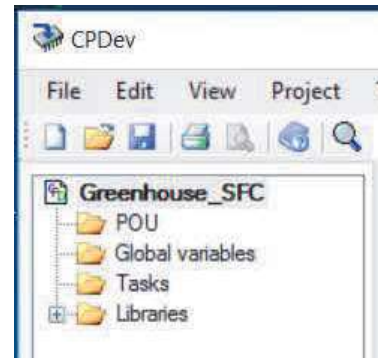 CPDev
File Edit View Project
Greenhouse_SFC
POU
Global variables
Tasks
Libraries